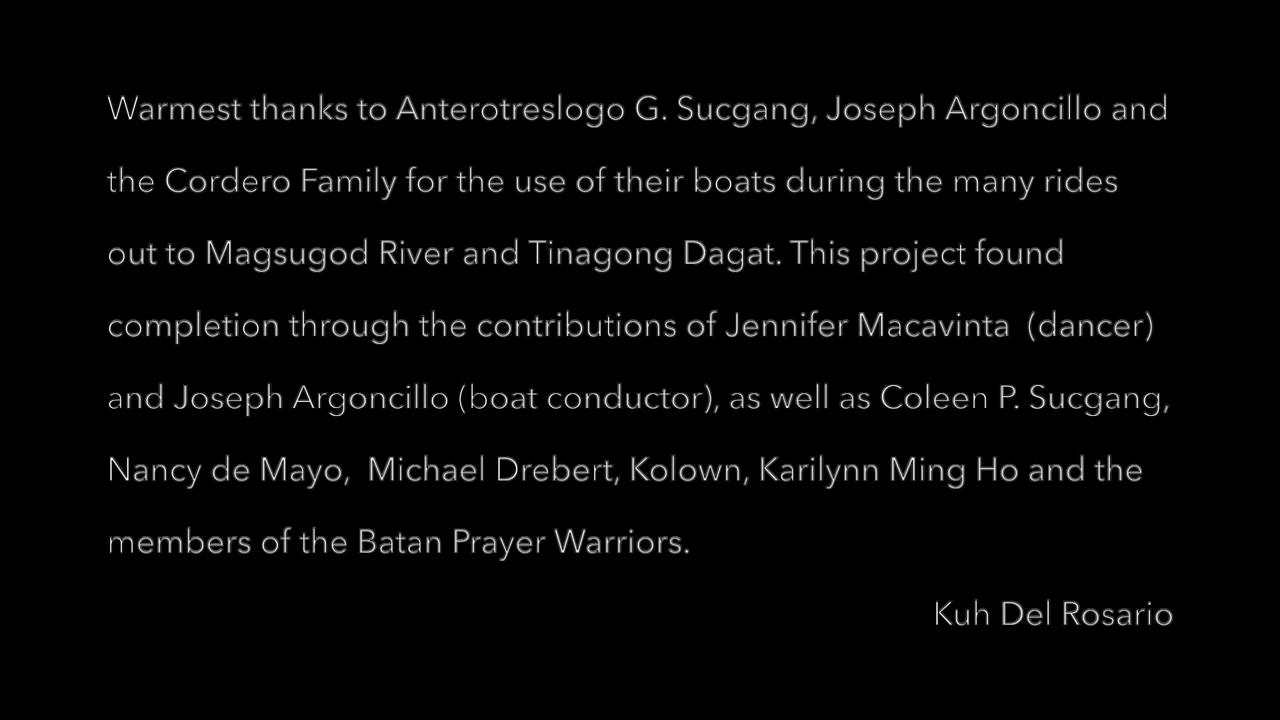 Warmest thanks to Anterotreslogo G. Sucgang, Joseph Argoncillo and
the Cordero Family for the use of their boats during the many rides
out to Magsugod River and Tinagong Dagat. This project found
completion through the contributions of Jennifer Macavinta  (dancer)
and Joseph Argoncillo (boat conductor), as well as Coleen P. Sucgang,
Nancy de Mayo,  Michael Drebert, Kolown, Karilynn Ming Ho and the
members of the Batan Prayer Warriors.
Kuh Del Rosario